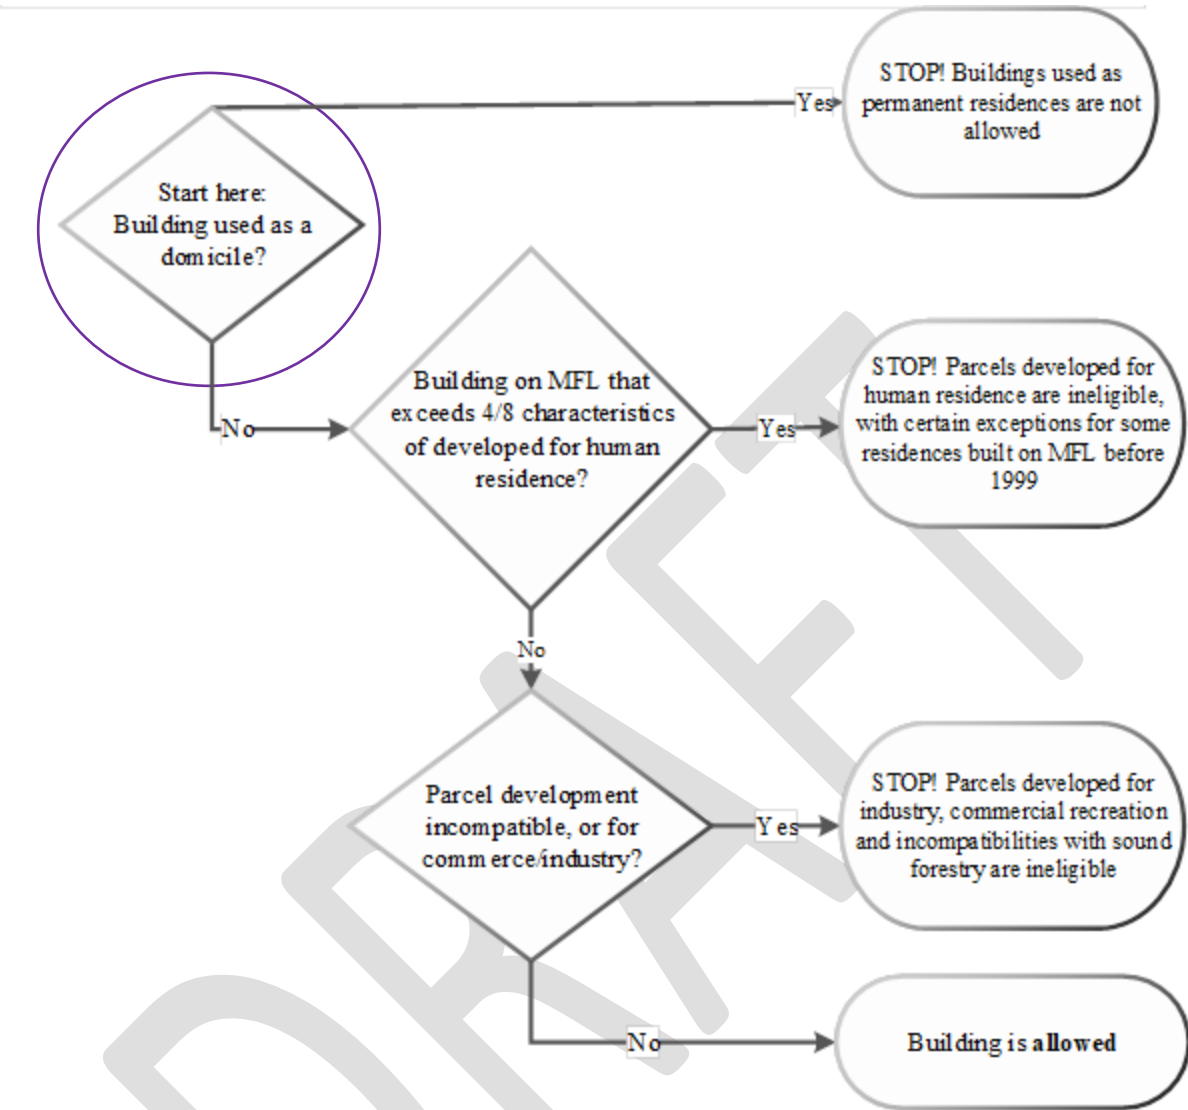 STOP! Buildings used as
permanent residences are not
allowed
Yes
Start here:
Building used as a
domicile?
No
Building on MFL that
exceeds 4/8 characteristics
of developed for human
residence?
Yes
STOP! Parcels developed for
human residence are ineligible,
with certain exceptions for some
residences built on MFL before
1999
No
Parcel development
incompatible, or for
commerce/industry?
Yes
STOP! Parcels developed for
industry, commercial recreation
and incompatibilities with sound
forestry are ineligible
No
Building is allowed
DRAFT